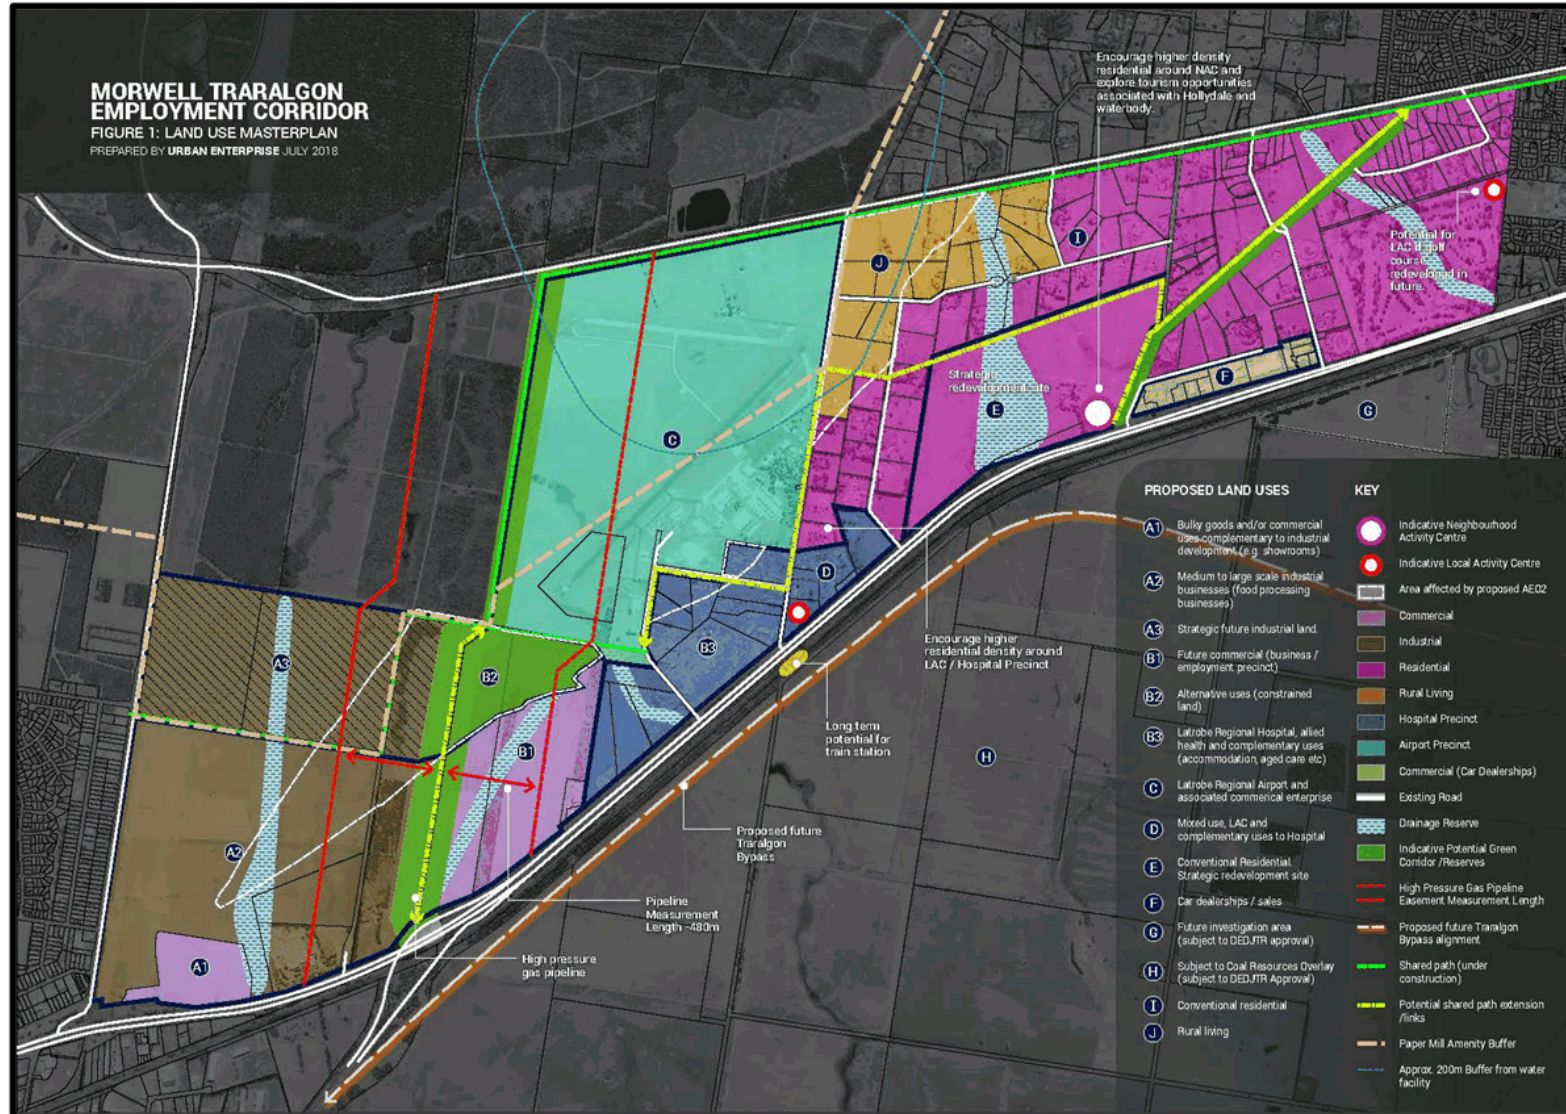 MORWELL TRARALGON
EMPLOYMENT CORRIDOR
FIGURE 1: LAND USE MASTERPLAN
PREPARED BY URBAN ENTERPRISE JULY 2018
Encourage higher density
residential around NAC and
explore tourism opportunities
associated with Hollydale and
waterbody.
I
J
Potential for
LAC if golf
course
redeveloped in
future.
Strategic
redevelopment site
E
F
G
C
D
B3
Encourage higher
residential density around
LAC / Hospital Precinct
A3
B2
B1
Long term
potential for
train station
H
Proposed future
Traralgon
Bypass
A2
Pipeline
Measurement
Length ~480m
A1
High pressure
gas pipeline
PROPOSED LAND USES
A1
Bulky goods and/or commercial
uses complementary to industrial
development (e.g. showrooms)
A2
Medium to large scale industrial
businesses (food processing
businesses)
A3
Strategic future industrial land.
B1
Future commercial (business /
employment precinct)
B2
Alternative uses (constrained
land)
B3
Latrobe Regional Hospital, allied
health and complementary uses
(accommodation, aged care etc)
C
Latrobe Regional Airport and
associated commerical enterprise
D
Mixed use, LAC and
complementary uses to Hospital
E
Conventional Residential.
Strategic redevelopment site
F
Car dealerships / sales
G
Future investigation area
(subject to DEDJTR approval)
H
Subject to Coal Resources Overlay
(subject to DEDJTR Approval)
I
Conventional residential
J
Rural living
KEY
Indicative Neighbourhood
Activity Centre
Indicative Local Activity Centre
Area affected by proposed AEO2
Commercial
Industrial
Residential
Rural Living
Hospital Precinct
Airport Precinct
Commercial (Car Dealerships)
Existing Road
Drainage Reserve
Indicative Potential Green
Corridor /Reserves
High Pressure Gas Pipeline
Easement Measurement Length
Proposed future Traralgon
Bypass alignment
Shared path (under
construction)
Potential shared path extension
/links
Paper Mill Amenity Buffer
Approx. 200m Buffer from water
facility